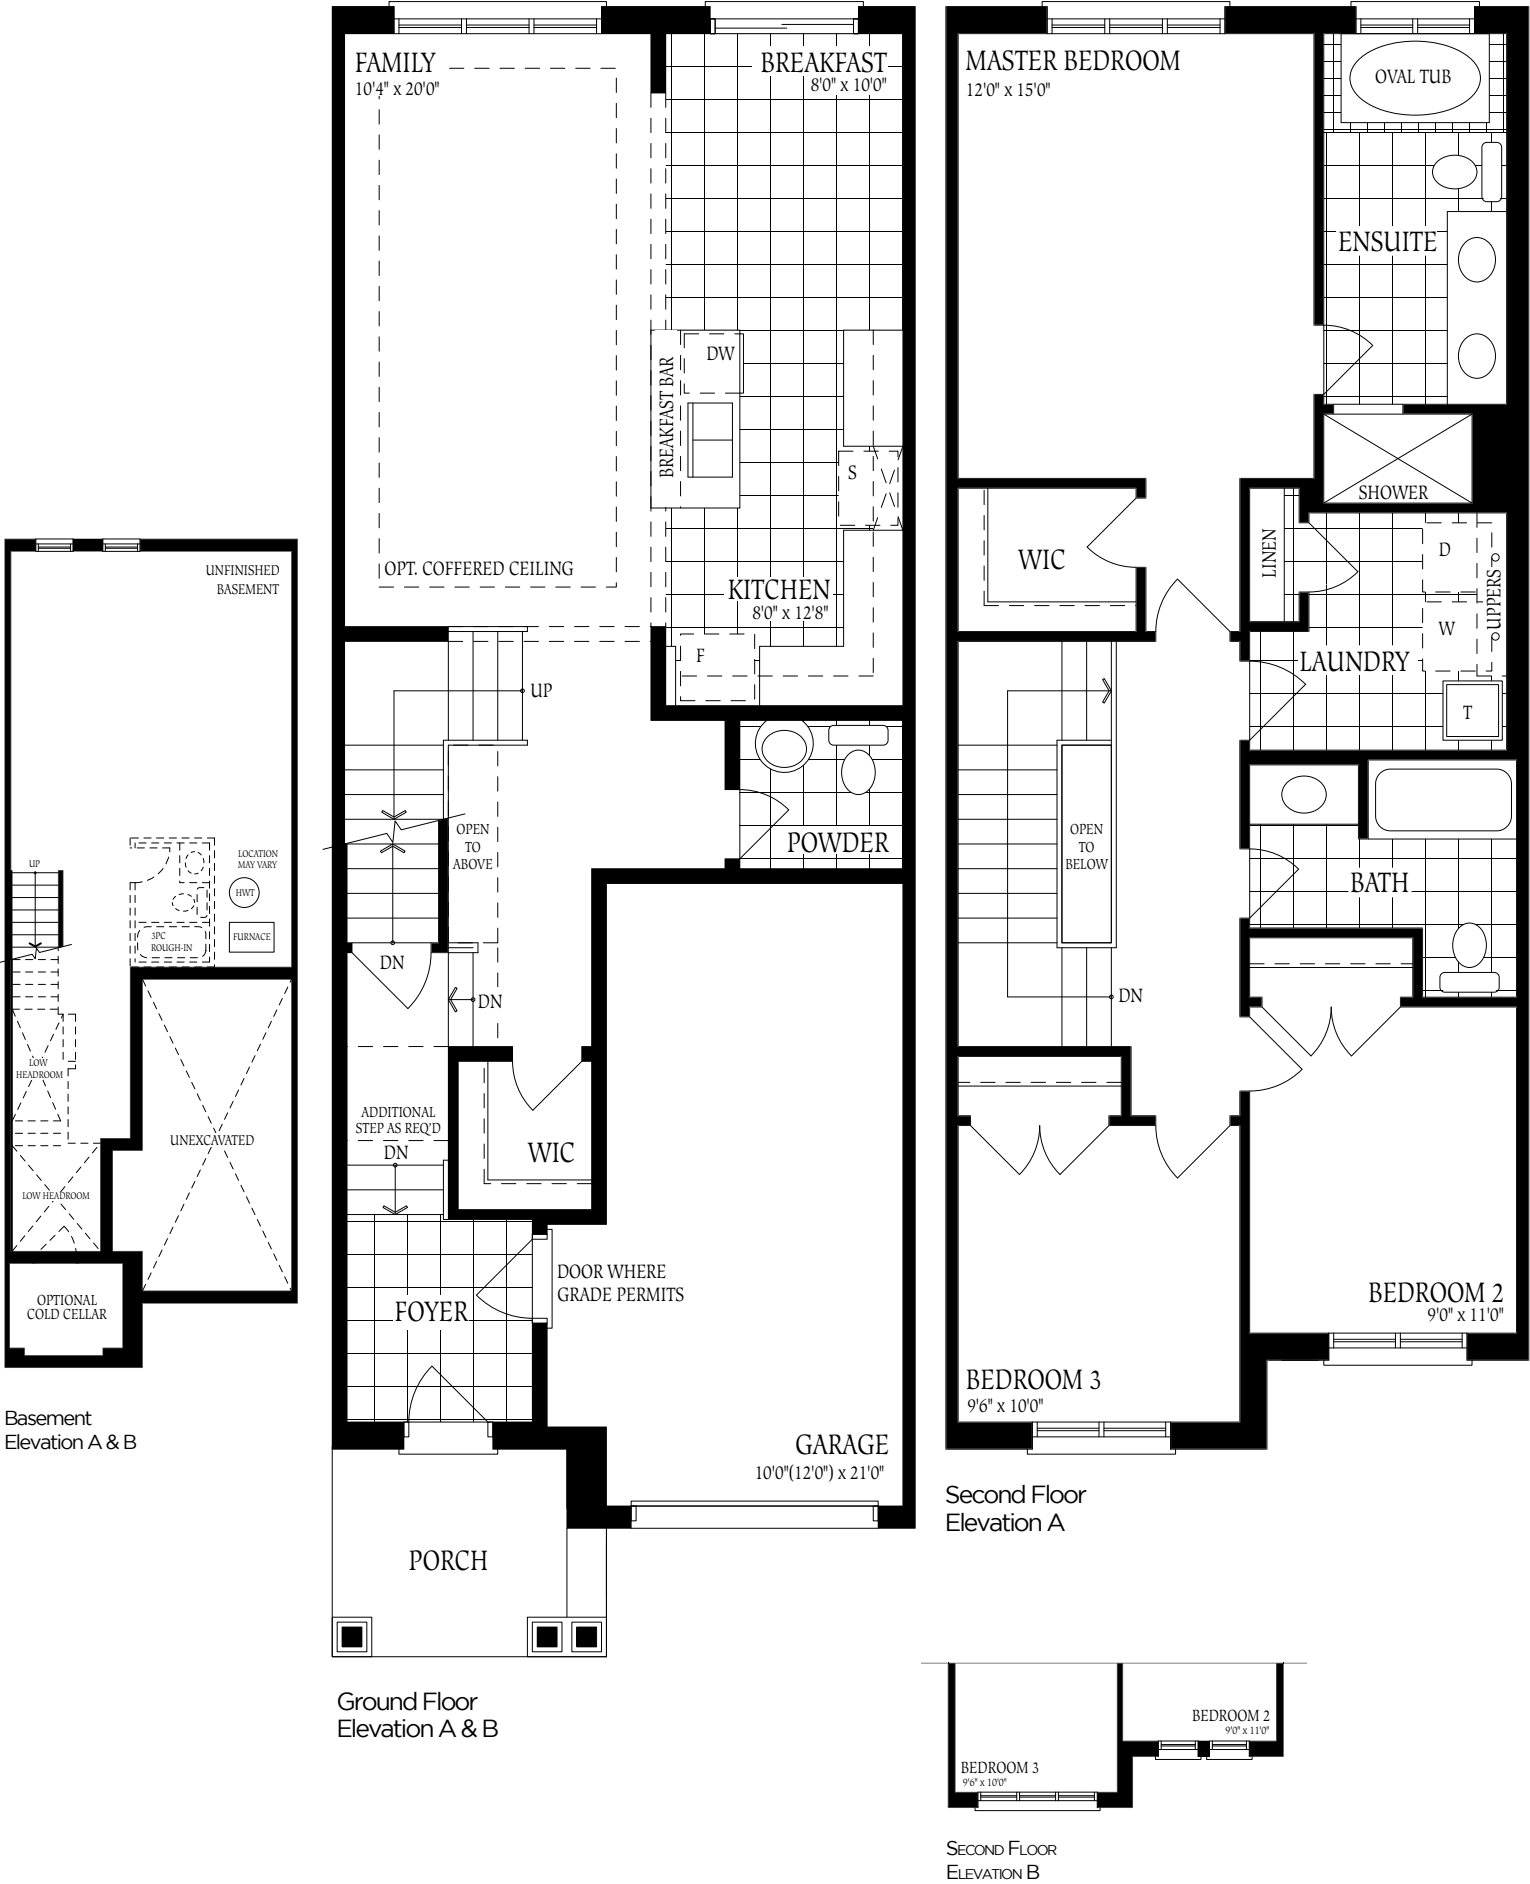 UNFINISHED
BASEMENT
UP
LOCATION
MAY VARY
HWT
3PC
ROUGH-IN
FURNACE
LOW
HEADROOM
UNEXCAVATED
LOW HEADROOM
OPTIONAL
COLD CELLAR
Basement
Elevation A & B
FAMILY
10'4" x 20'0"
BREAKFAST
8'0" x 10'0"
DW
BREAKFAST BAR
S
OPT. COFFERED CEILING
KITCHEN
8'0" x 12'8"
F
UP
OPEN
TO
ABOVE
POWDER
DN
DN
ADDITIONAL
STEP AS REQ'D
DN
WIC
DOOR WHERE
GRADE PERMITS
FOYER
GARAGE
10'0"(12'0") x 21'0"
PORCH
Ground Floor
Elevation A & B
MASTER BEDROOM
12'0" x 15'0"
OVAL TUB
ENSUITE
SHOWER
WIC
LINEN
D
UPPERS
W
LAUNDRY
T
OPEN
TO
BELOW
BATH
DN
BEDROOM 2
9'0" x 11'0"
BEDROOM 3
9'6" x 10'0"
Second Floor
Elevation A
BEDROOM 2
9'0" x 11'0"
BEDROOM 3
9'6" x 10'0"
SECOND FLOOR
ELEVATION B